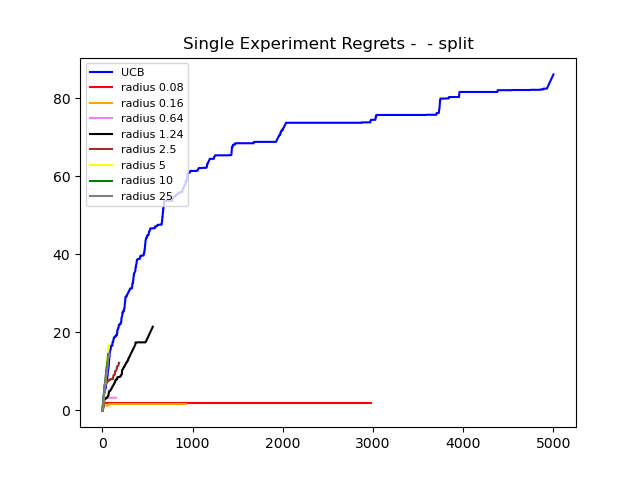 Single Experiment Regrets -  - split
UCB
radius 0.08
radius 0.16
radius 0.64
radius 1.24
radius 2.5
radius 5
radius 10
radius 25
80
60
40
20
0
0 1000 2000 3000 4000 5000